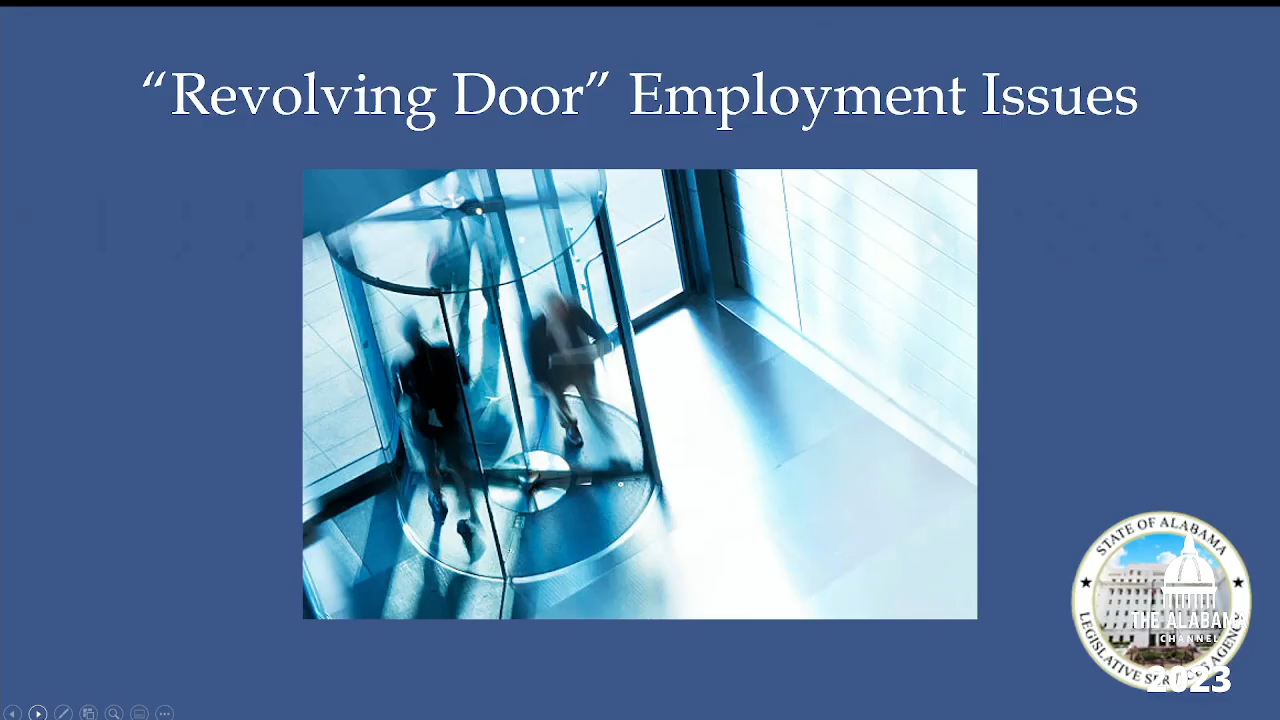 “Revolving Door” Employment Issues
STATE OF ALABAMA
THE ALABAMA
CHANNEL
LEGISLATIVE SERVICES AGENCY
2023